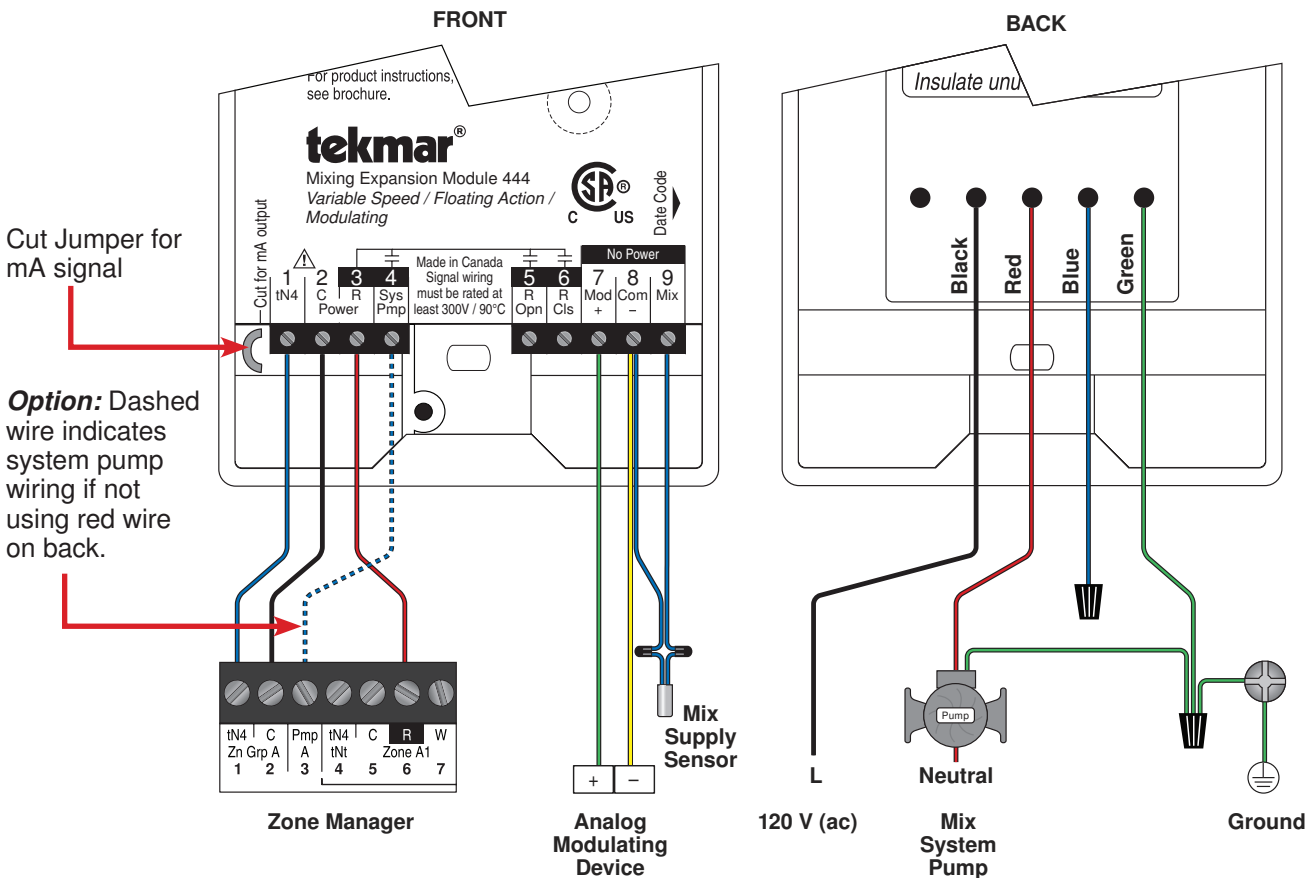 FRONT
BACK
For product instructions,
see brochure.
tekmar®
Mixing Expansion Module 444
Variable Speed / Floating Action /
Modulating
SA ®
C US
Date Code
Cut for mA output
Made in Canada
Signal wiring
must be rated at
least 300V / 90°C
No Power
1 2 3 4 5 6 7 8 9
tN4 C R Sys R R Mod Com Mix
Power Pmp Opn Cls + –
Cut Jumper for
mA signal
Option: Dashed
wire indicates
system pump
wiring if not
using red wire
on back.
tN4 C Pmp tN4 C R W
Zn Grp A A tNt Zone A1
1 2 3 4 5 6 7
Zone Manager
+ –
Analog
Modulating
Device
Mix
Supply
Sensor
Insulate unu
Black
Red
Blue
Green
Pump
L
120 V (ac)
Neutral
Mix
System
Pump
Ground